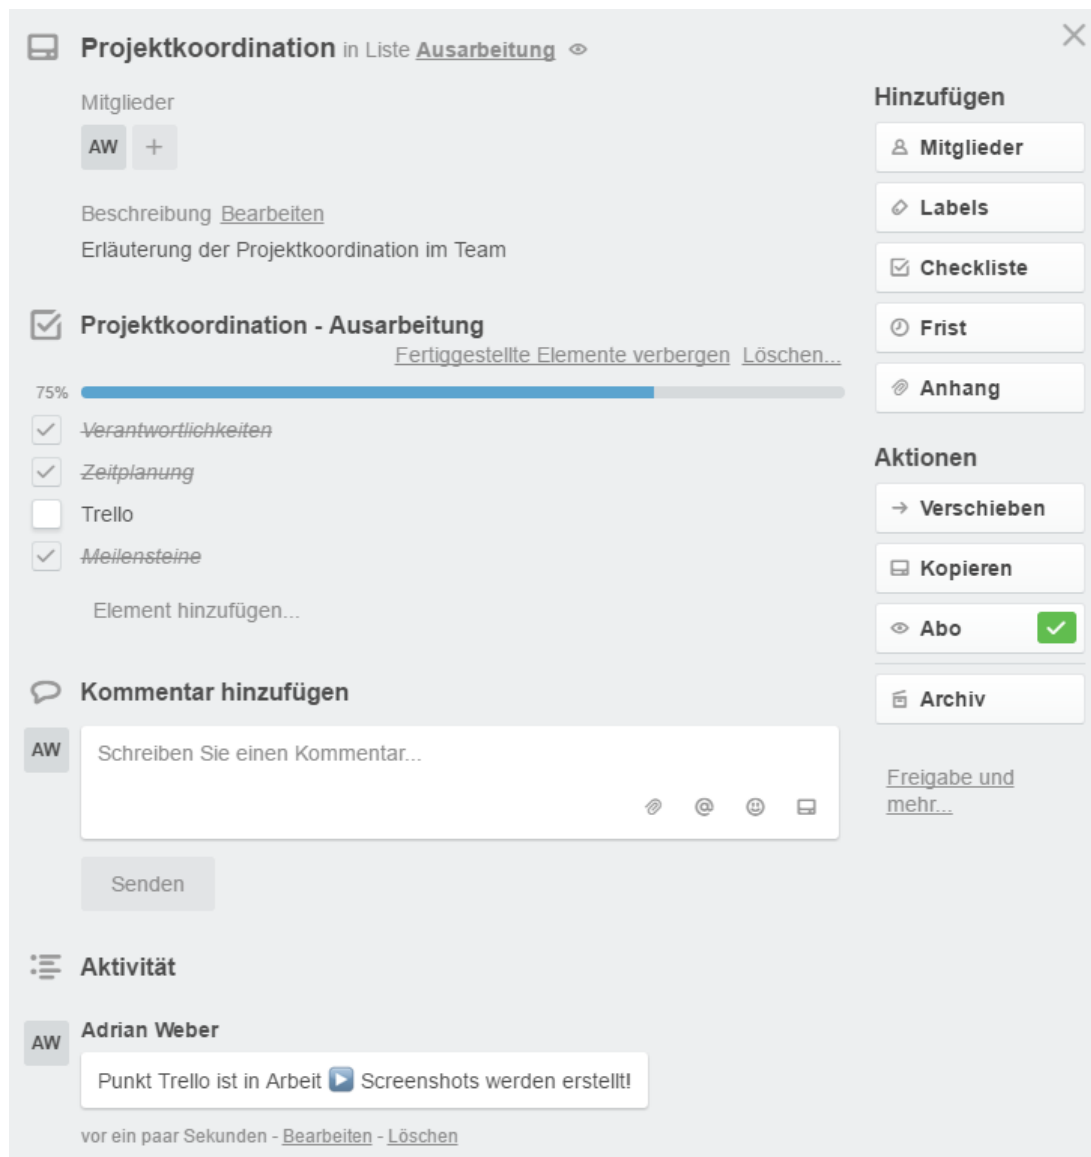 Projektkoordination in Liste Ausarbeitung
Mitglieder
AW +
Beschreibung Bearbeiten
Erläuterung der Projektkoordination im Team
Projektkoordination - Ausarbeitung
Fertiggestellte Elemente verbergen Löschen...
75%
Verantwortlichkeiten
Zeitplanung
Trello
Meilensteine
Element hinzufügen...
Kommentar hinzufügen
AW
Schreiben Sie einen Kommentar...
@
Senden
Aktivität
AW
Adrian Weber
Punkt Trello ist in Arbeit ▶️ Screenshots werden erstellt!
vor ein paar Sekunden - Bearbeiten - Löschen
Hinzufügen
Mitglieder
Labels
Checkliste
Frist
Anhang
Aktionen
Verschieben
Kopieren
Abo
Archiv
Freigabe und
mehr...